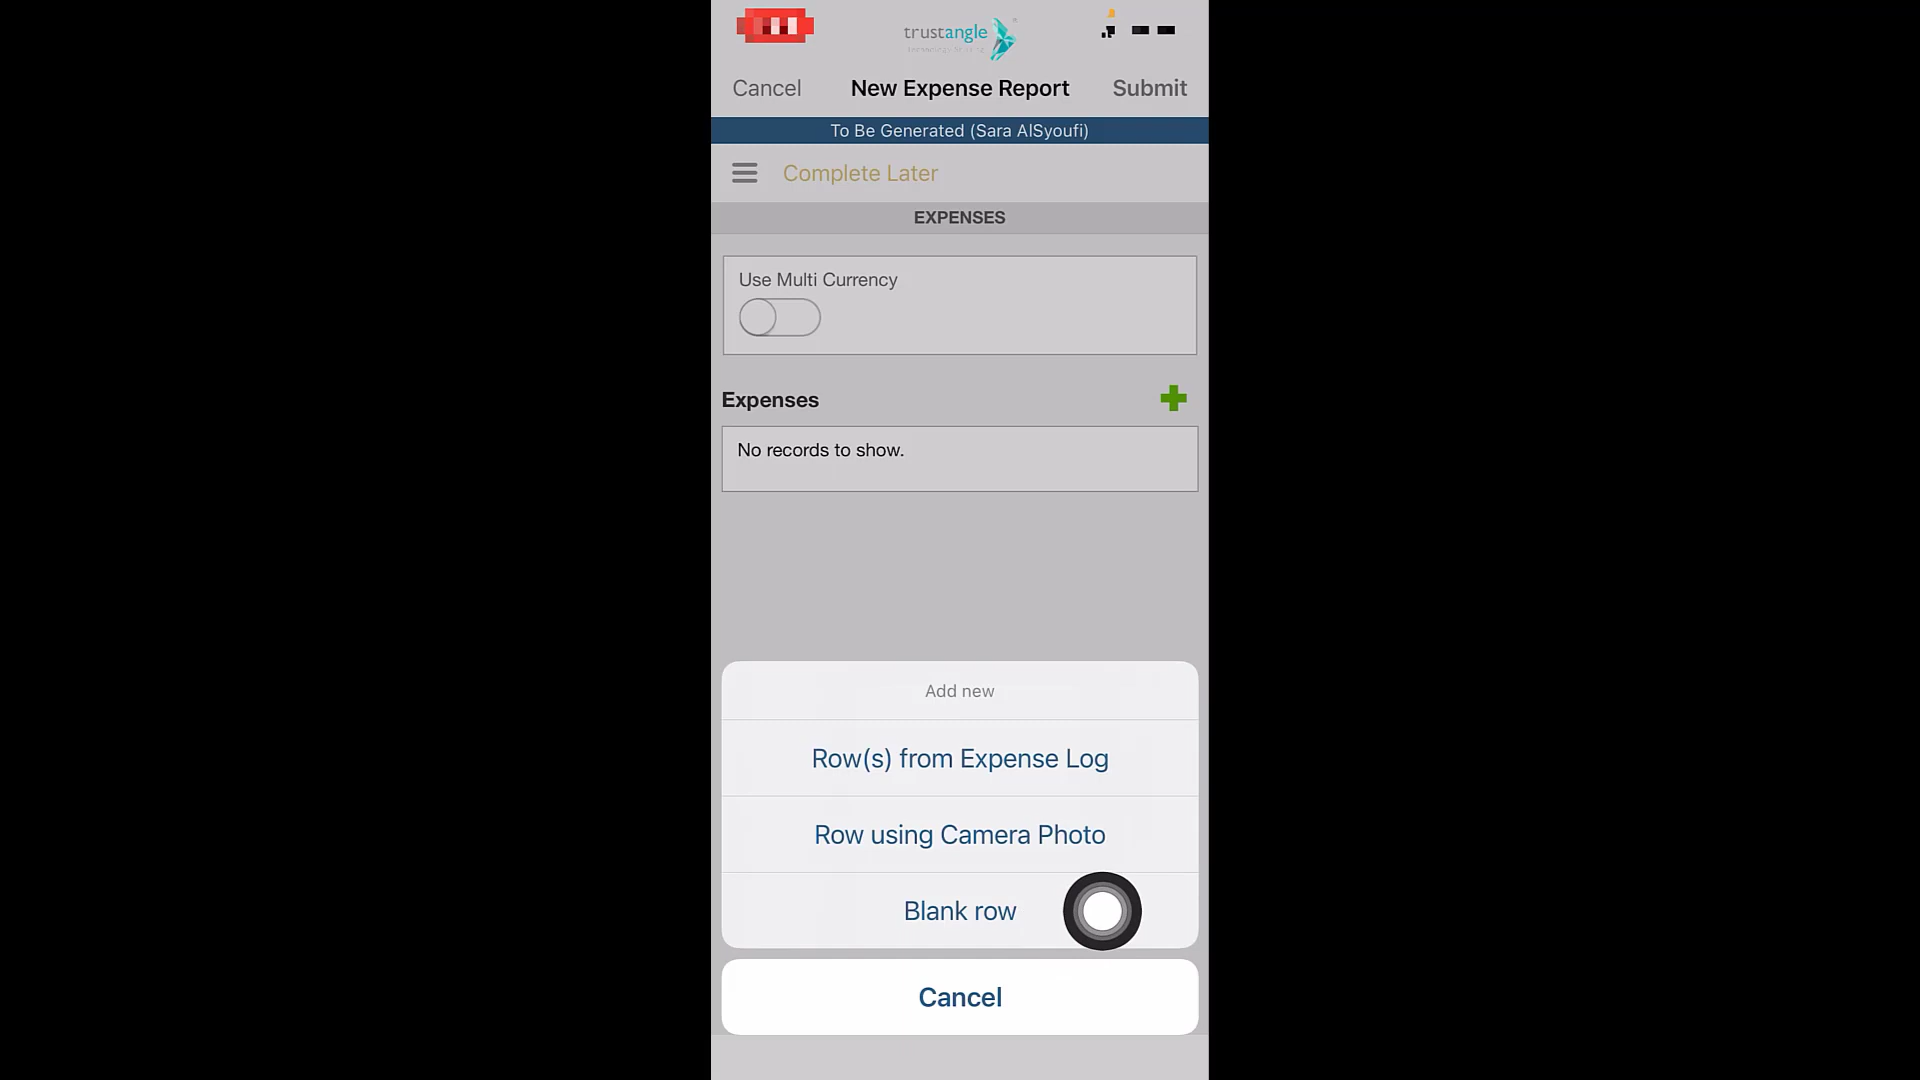 trustangle
Cancel
New Expense Report
Submit
To Be Generated (Sara AlSyoufi)
Complete Later
EXPENSES
Use Multi Currency
Expenses
No records to show.
Add new
Row(s) from Expense Log
Row using Camera Photo
Blank row
Cancel